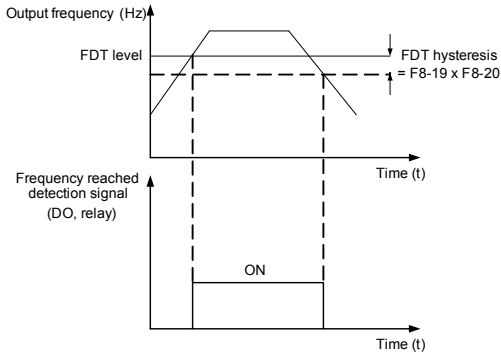 Output frequency (Hz)
FDT level
FDT hysteresis
= F8-19 x F8-20
Time (t)
Frequency reached
detection signal
(DO, relay)
ON
Time (t)